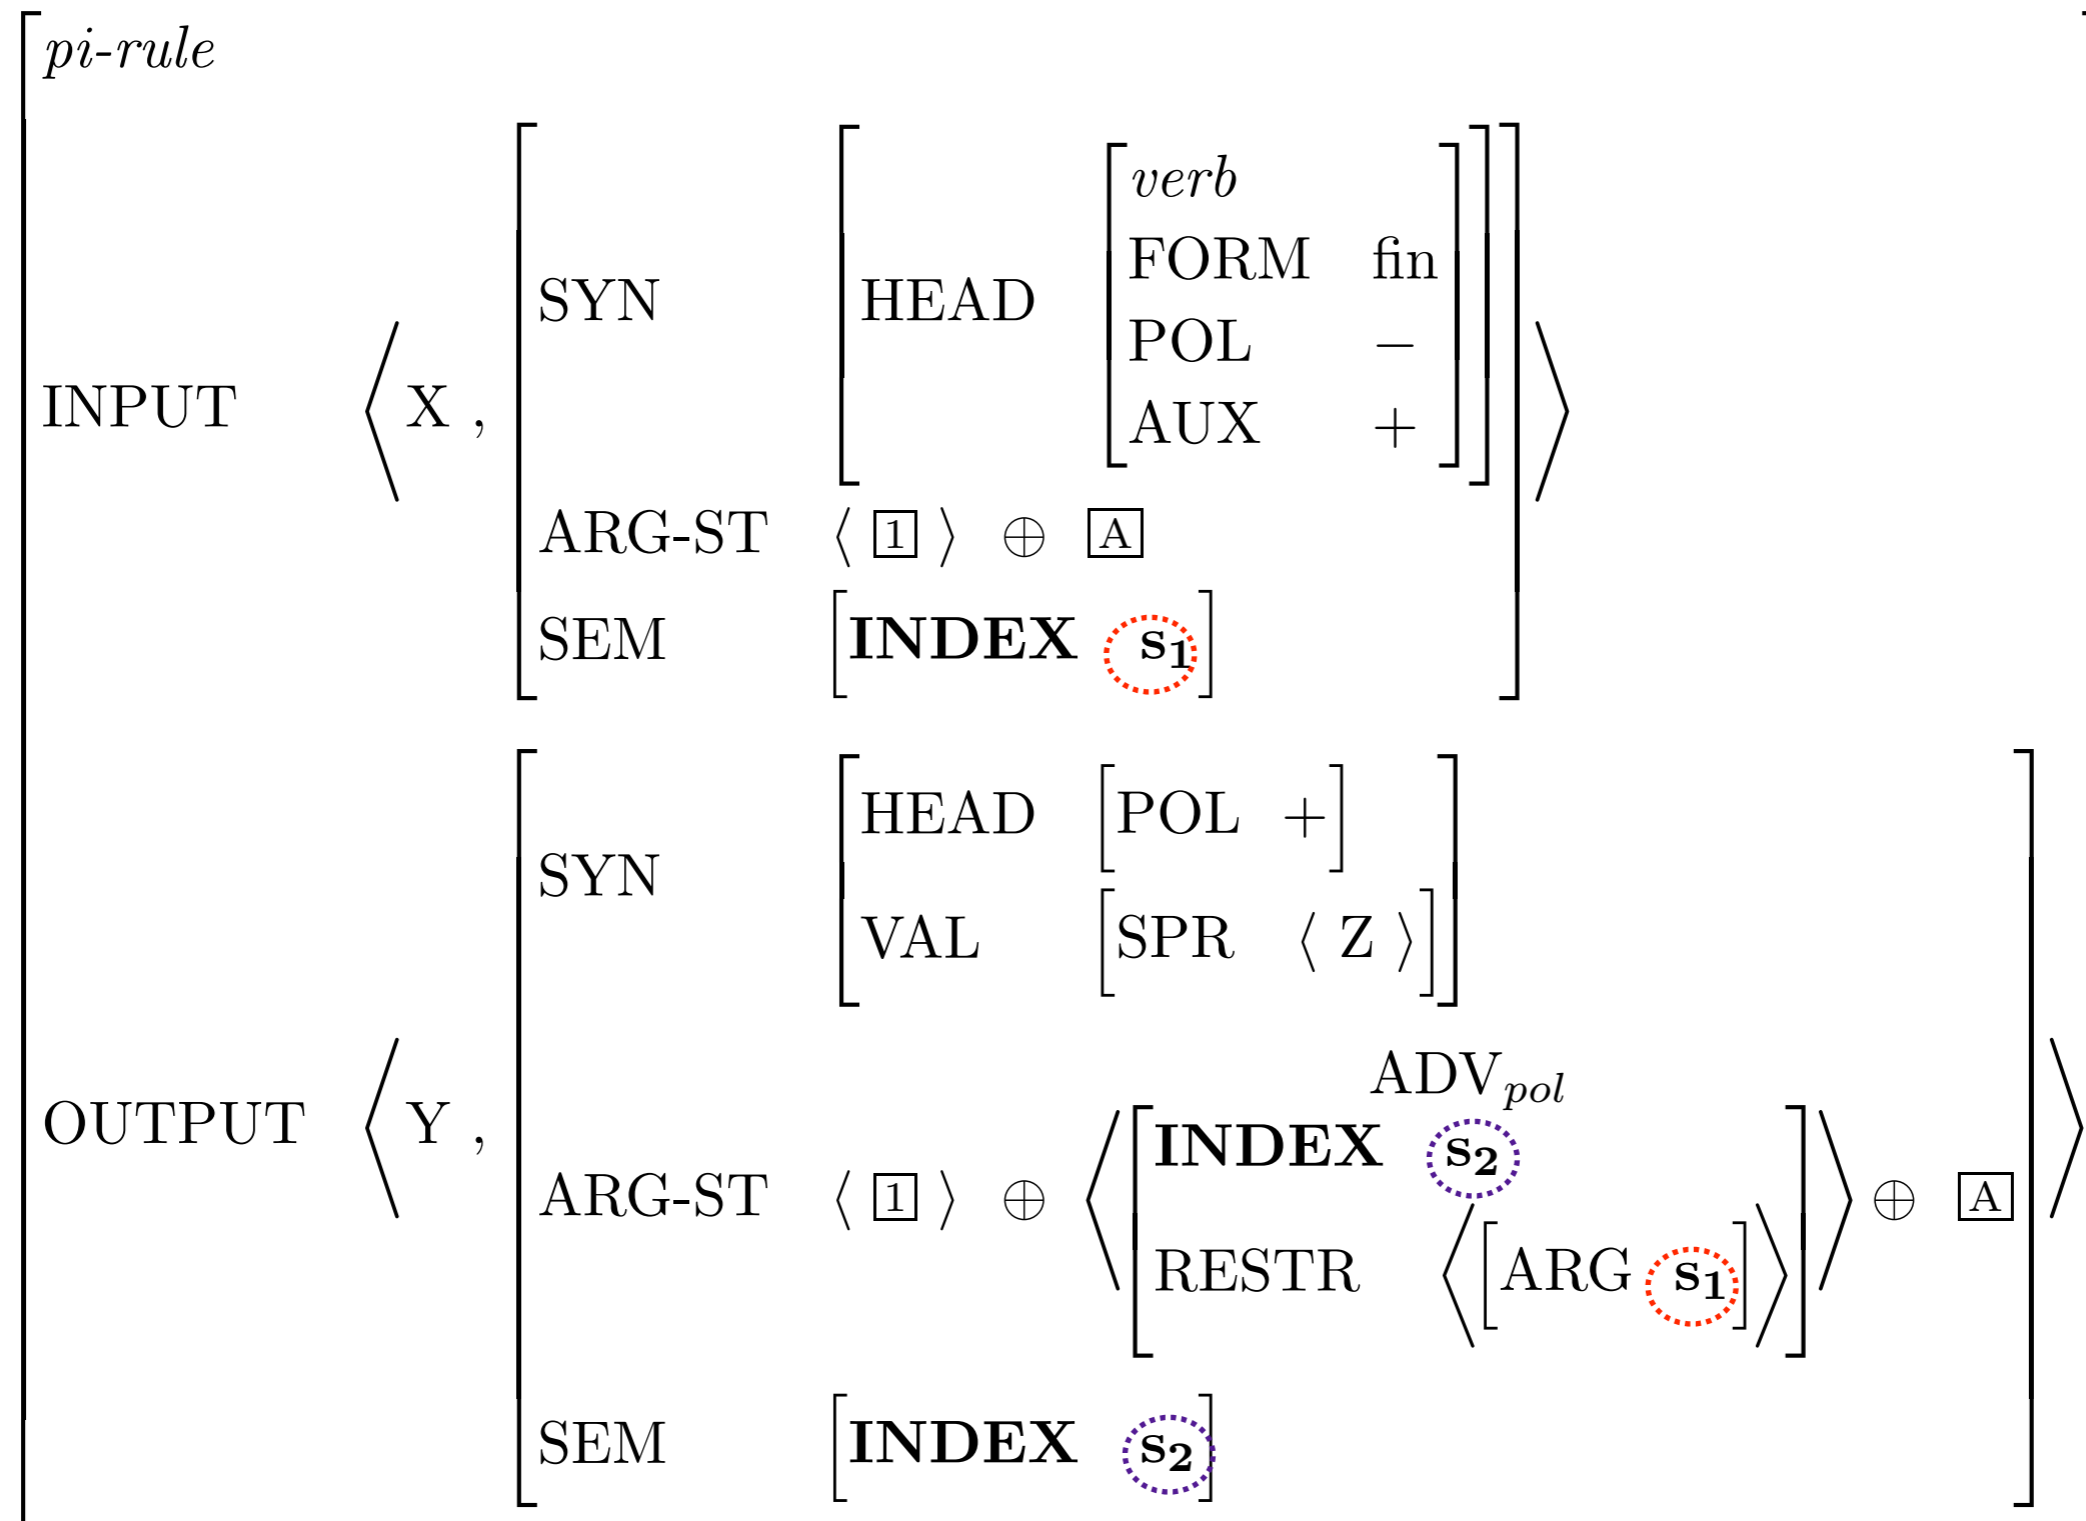 pi-rule
verb
FORM fin
SYN HEAD
POL −
INPUT ⟨ X ,
AUX + ⟩
ARG-ST ⟨ 1 ⟩ ⊕ A
SEM [INDEX s₁]
HEAD [POL +]
SYN
VAL [SPR ⟨ Z ⟩]
ADVpol
OUTPUT ⟨ Y ,
INDEX s₂
ARG-ST ⟨ 1 ⟩ ⊕ ⟨ ⟩ ⊕ A ⟩
RESTR ⟨[ARG s₁]⟩
SEM [INDEX s₂]